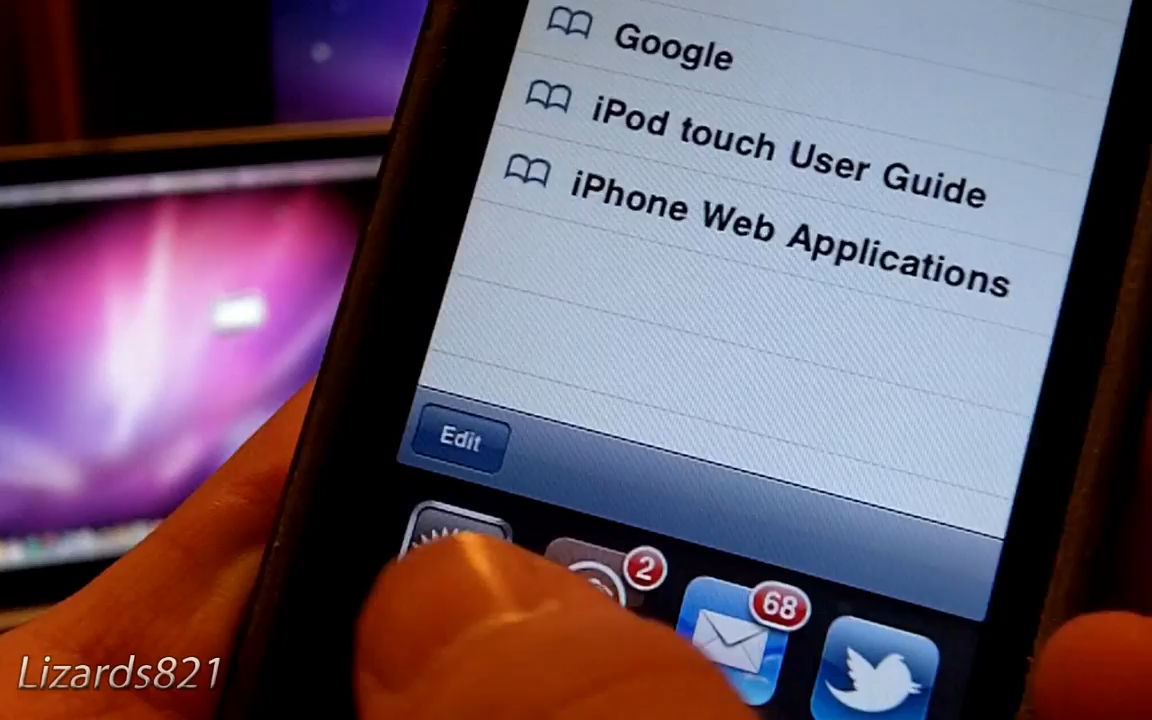 Google
iPod touch User Guide
iPhone Web Applications
Edit
2
68
Lizards821